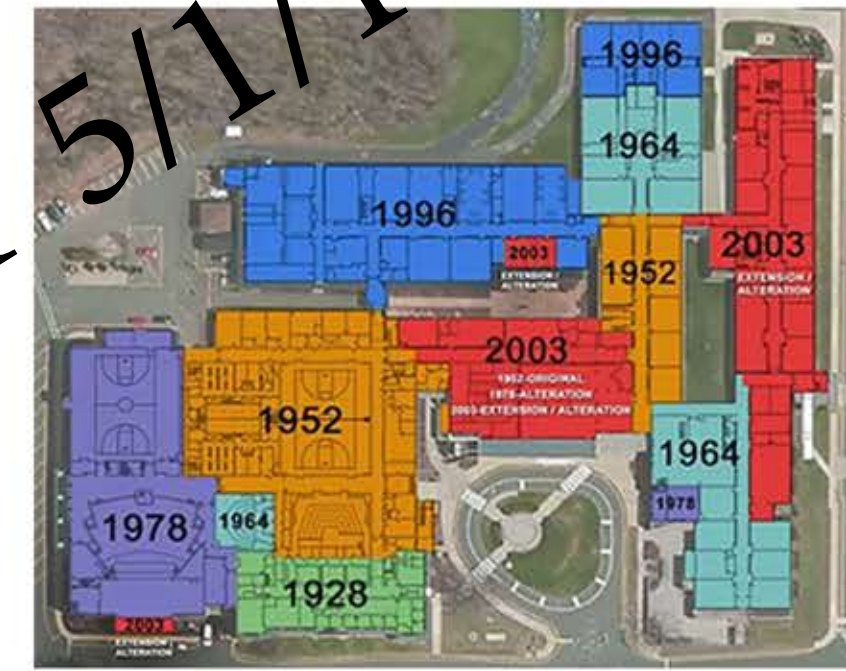 5/1/1
1996
1964
1996
2003
EXTENSION /
ALTERATION
1952
2003
EXTENSION /
ALTERATION
2003
1952-ORIGINAL
1978-ALTERATION
2003-EXTENSION / ALTERATION
1952
1964
1978
1978
1964
1928
2003
EXTENSION /
ALTERATION